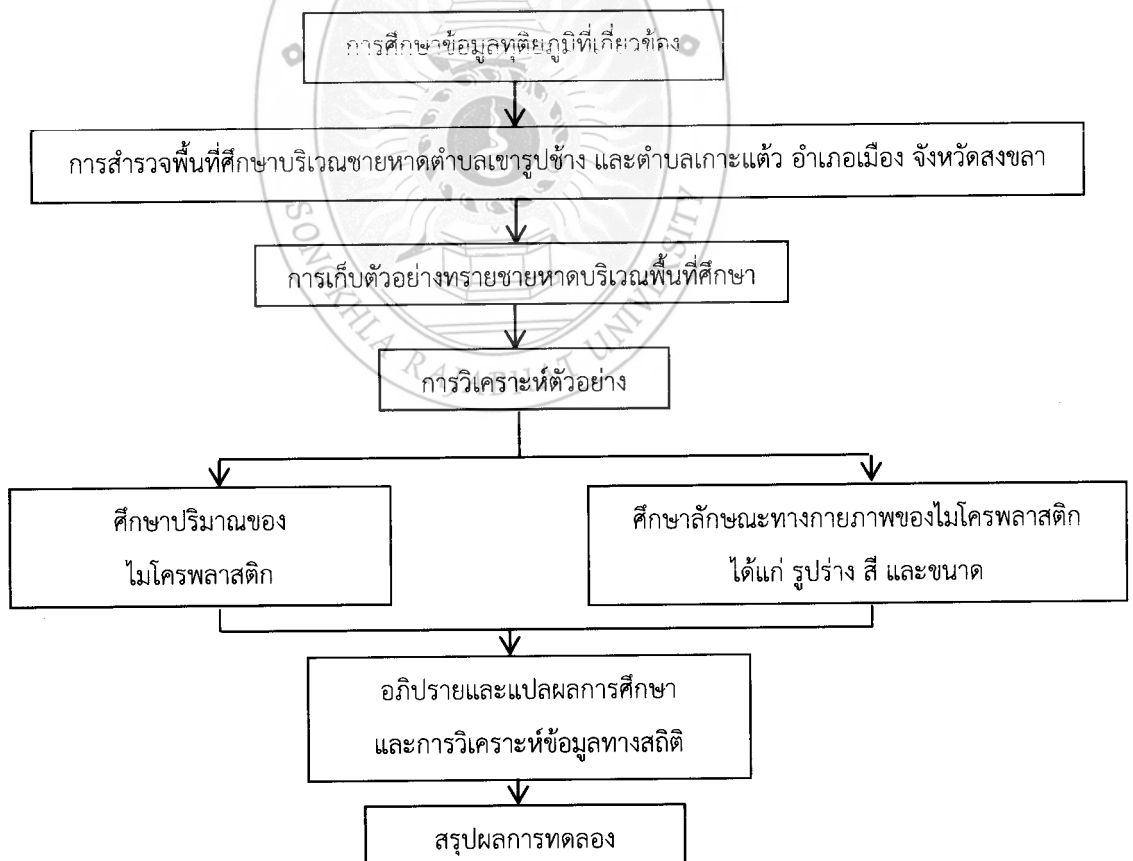 การศึกษาข้อมูลทุติยภูมิที่เกี่ยวข้อง
การสำรวจพื้นที่ศึกษาบริเวณชายหาดตำบลเขารูปช้าง และตำบลเกาะแต้ว อำเภอเมือง จังหวัดสงขลา
การเก็บตัวอย่างทรายชายหาดบริเวณพื้นที่ศึกษา
SONGKHLA RAJABHAT UNIVERSITY
การวิเคราะห์ตัวอย่าง
ศึกษาปริมาณของ
ไมโครพลาสติก
ศึกษาลักษณะทางกายภาพของไมโครพลาสติก
ได้แก่ รูปร่าง สี และขนาด
อภิปรายและแปลผลการศึกษา
และการวิเคราะห์ข้อมูลทางสถิติ
สรุปผลการทดลอง